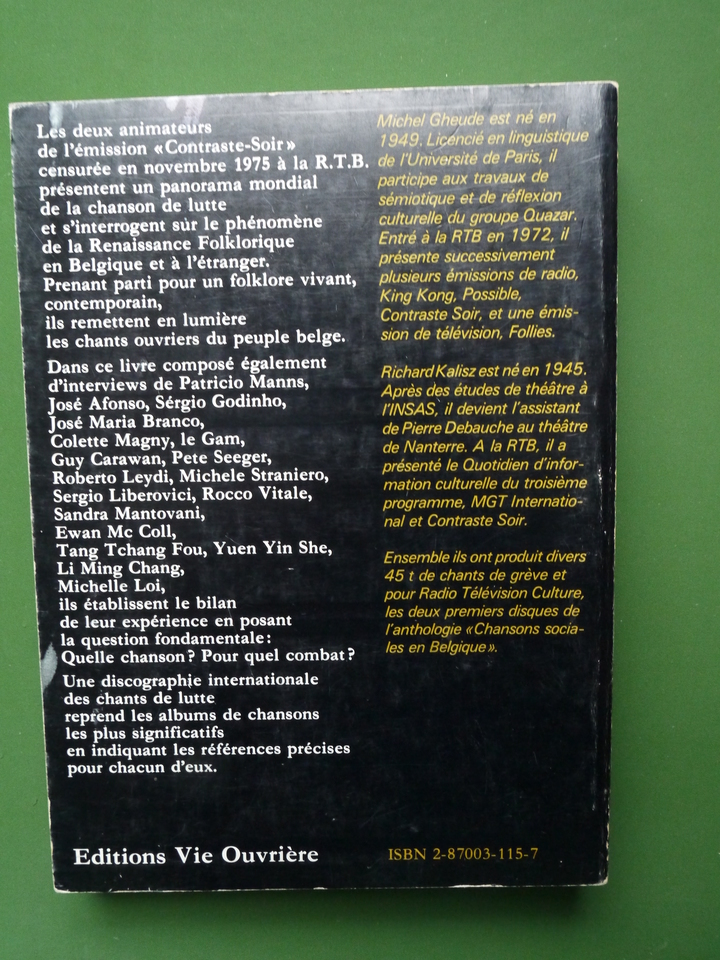 Les deux animateurs
de l'émission «Contraste-Soir»
censurée en novembre 1975 à la R.T.B.
présentent un panorama mondial
de la chanson de lutte
et s'interrogent sur le phénomène
de la Renaissance Folklorique
en Belgique et à l'étranger.
Prenant parti pour un folklore vivant,
contemporain,
ils remettent en lumière
les chants ouvriers du peuple belge.
Dans ce livre composé également
d'interviews de Patricio Manns,
José Afonso, Sérgio Godinho,
José Maria Branco,
Colette Magny, le Gam,
Guy Carawan, Pete Seeger,
Roberto Leydi, Michele Straniero,
Sergio Liberovici, Rocco Vitale,
Sandra Mantovani,
Ewan Mc Coll,
Tang Tchang Fou, Yuen Yin She,
Li Ming Chang,
Michelle Loi,
ils établissent le bilan
de leur expérience en posant
la question fondamentale:
Quelle chanson? Pour quel combat?
Une discographie internationale
des chants de lutte
reprend les albums de chansons
les plus significatifs
en indiquant les références précises
pour chacun d'eux.
Editions Vie Ouvrière
Michel Gheude est né en
1949. Licencié en linguistique
de l'Université de Paris, il
participe aux travaux de
sémiotique et de réflexion
culturelle du groupe Quazar.
Entré à la RTB en 1972, il
présente successivement
plusieurs émissions de radio,
King Kong, Possible,
Contraste Soir, et une émis-
sion de télévision, Follies.
Richard Kalisz est né en 1945.
Après des études de théâtre à
l'INSAS, il devient l'assistant
de Pierre Debauche au théâtre
de Nanterre. A la RTB, il a
présenté le Quotidien d'infor-
mation culturelle du troisième
programme, MGT Internatio-
nal et Contraste Soir.
Ensemble ils ont produit divers
45 t de chants de grève et
pour Radio Télévision Culture,
les deux premiers disques de
l'anthologie «Chansons socia-
les en Belgique».
ISBN 2-87003-115-7